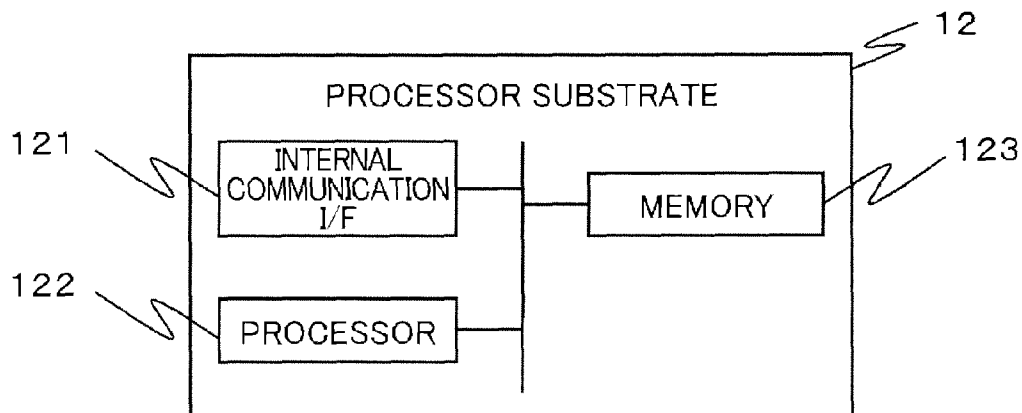 12
PROCESSOR SUBSTRATE
121
INTERNAL
COMMUNICATION
I/F
123
MEMORY
122
PROCESSOR